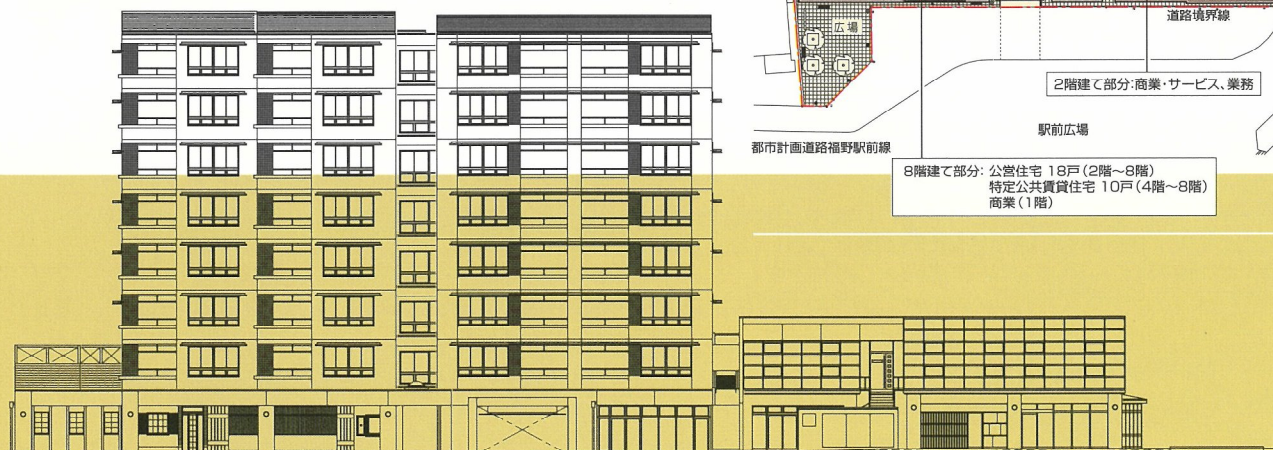 広場
道路境界線
2階建て部分:商業・サービス、業務
駅前広場
都市計画道路福野駅前線
8階建て部分: 公営住宅 18戸(2階〜8階)
特定公共賃貸住宅 10戸(4階〜8階)
商業(1階)